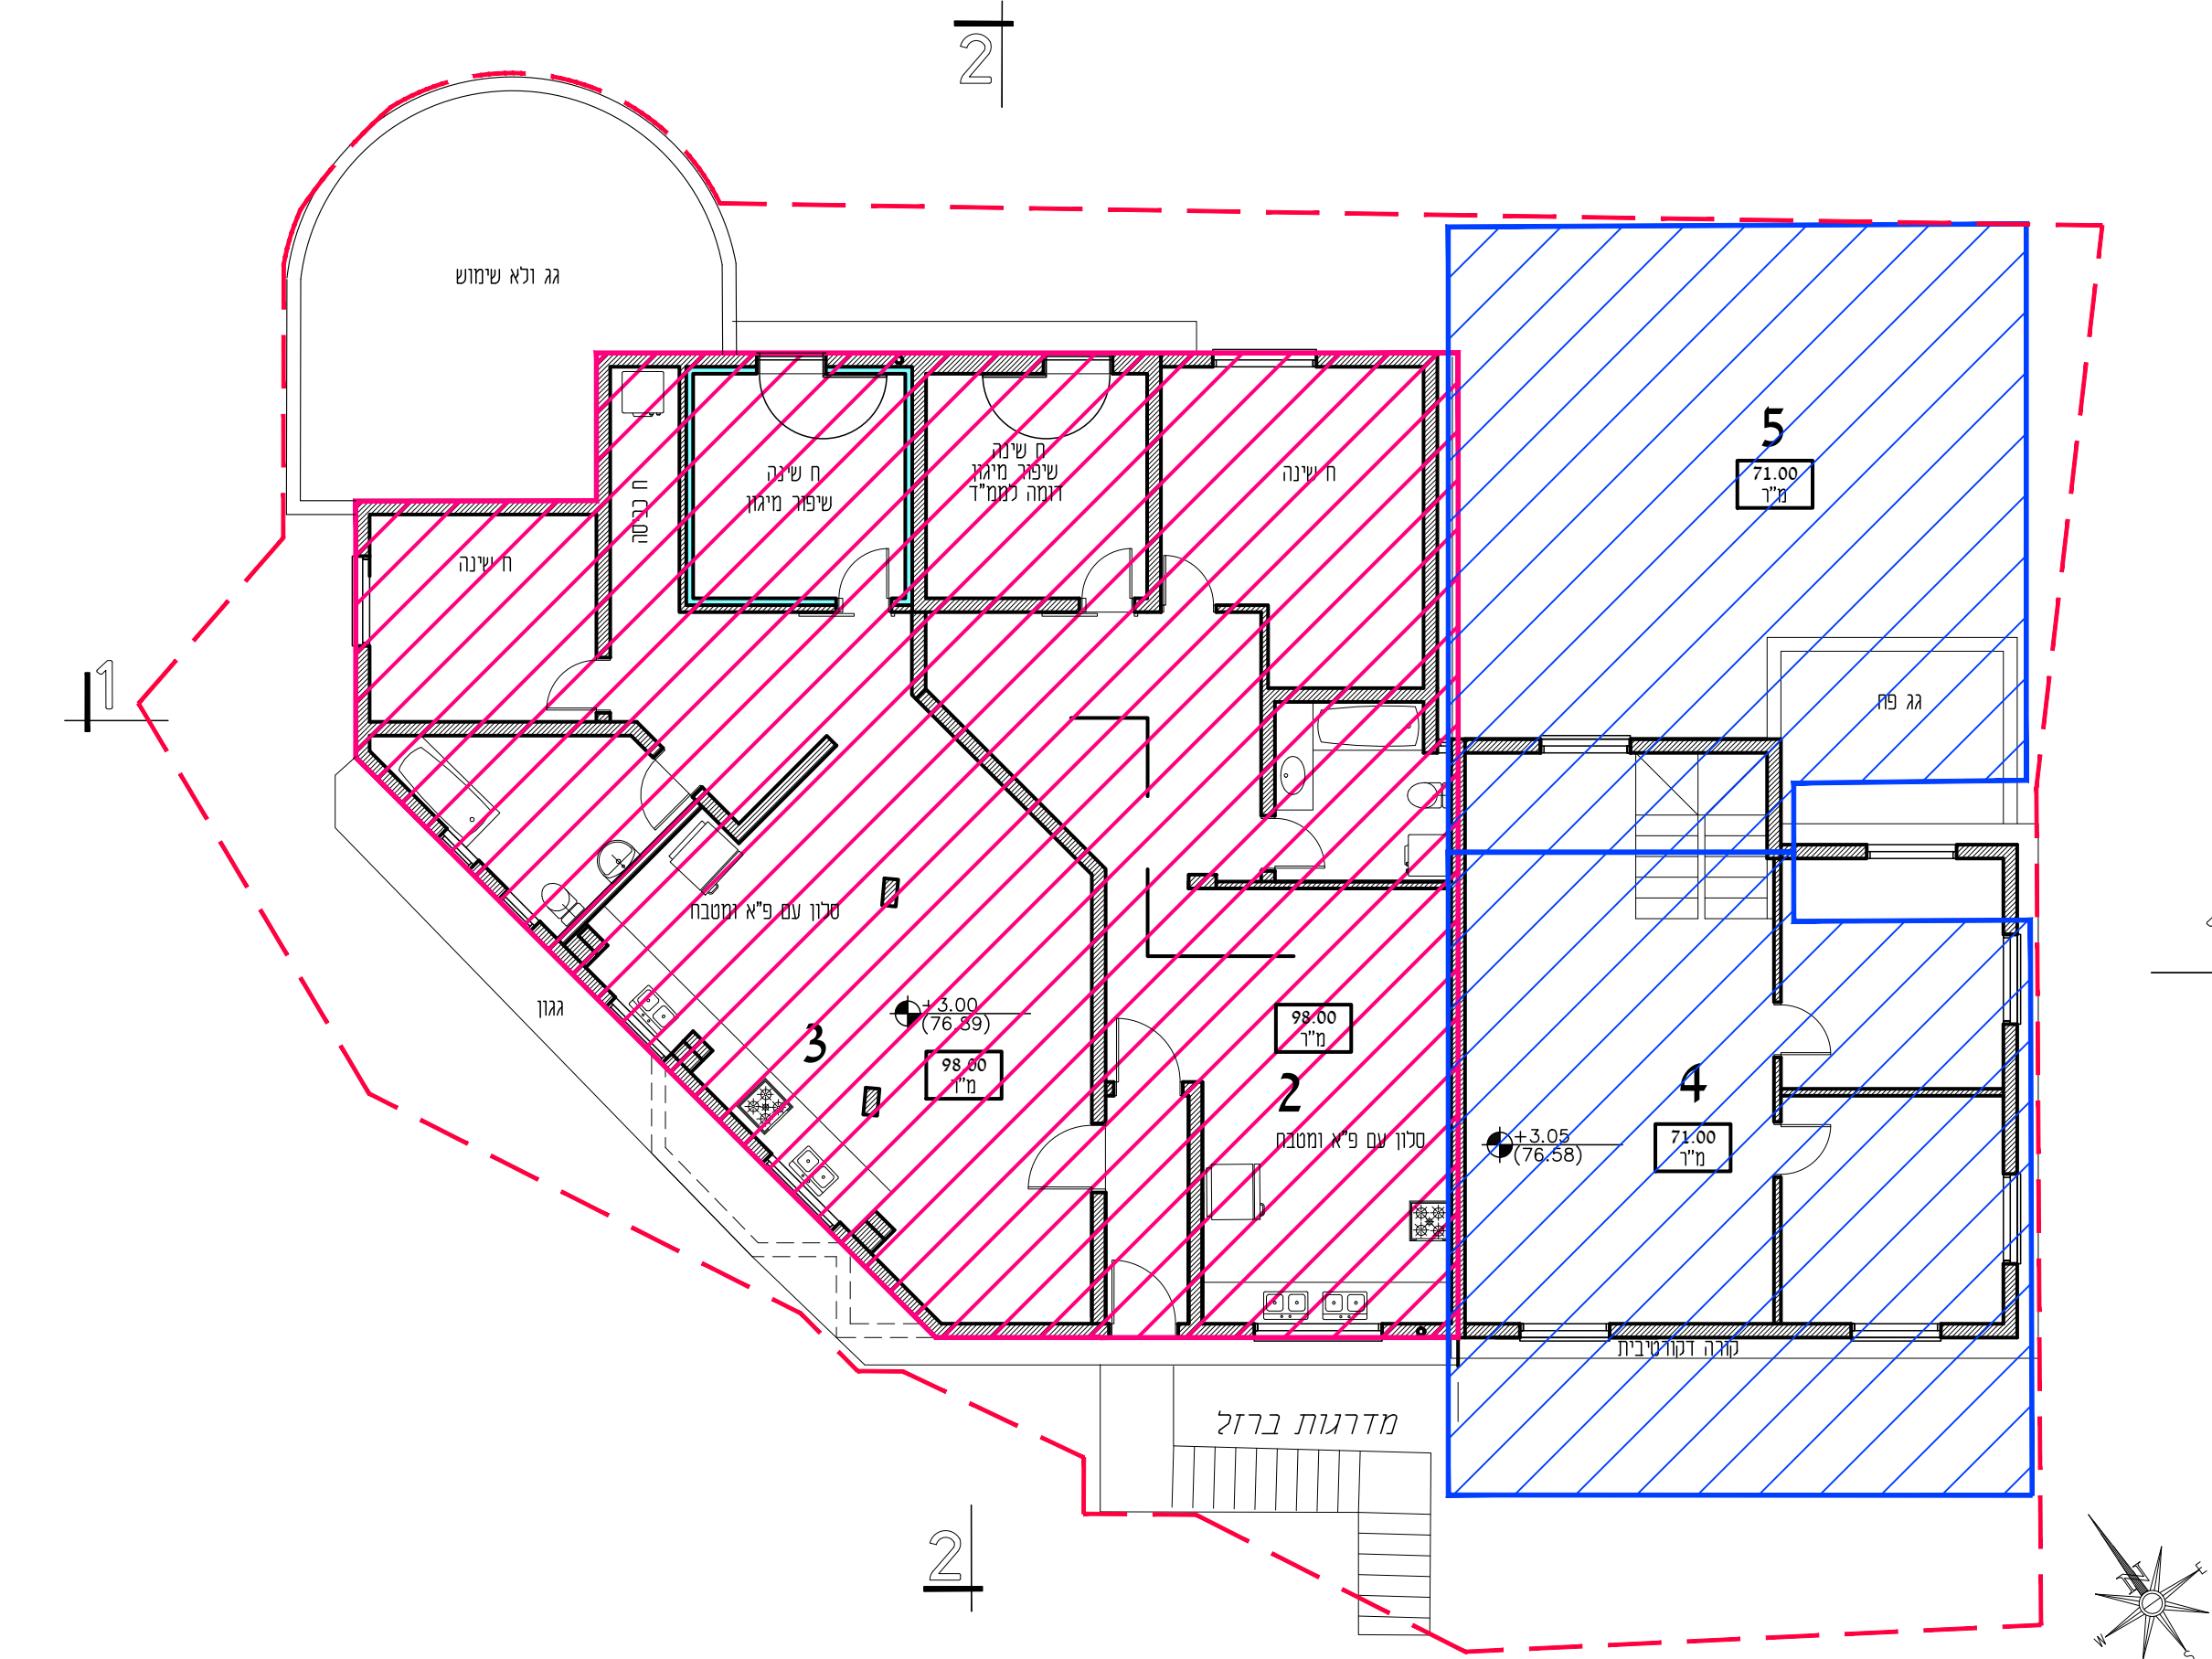 2
גג ולא שימוש
5
71.00
מ"ר
ח שינה
שיפור מיגון
דומה לממ"ד
ח שינה
שיפור מיגון
ח שינה
ח כביסה
ח שינה
1
גג פח
סלון עם פ"א ומטבח
גגון
+3.00
(76.89)
3
98.00
מ"ר
98.00
מ"ר
2
סלון עם פ"א ומטבח
4
71.00
מ"ר
+3.05
(76.58)
קורה דקורטיבית
מדרגות ברזל
2
N
E
W
S